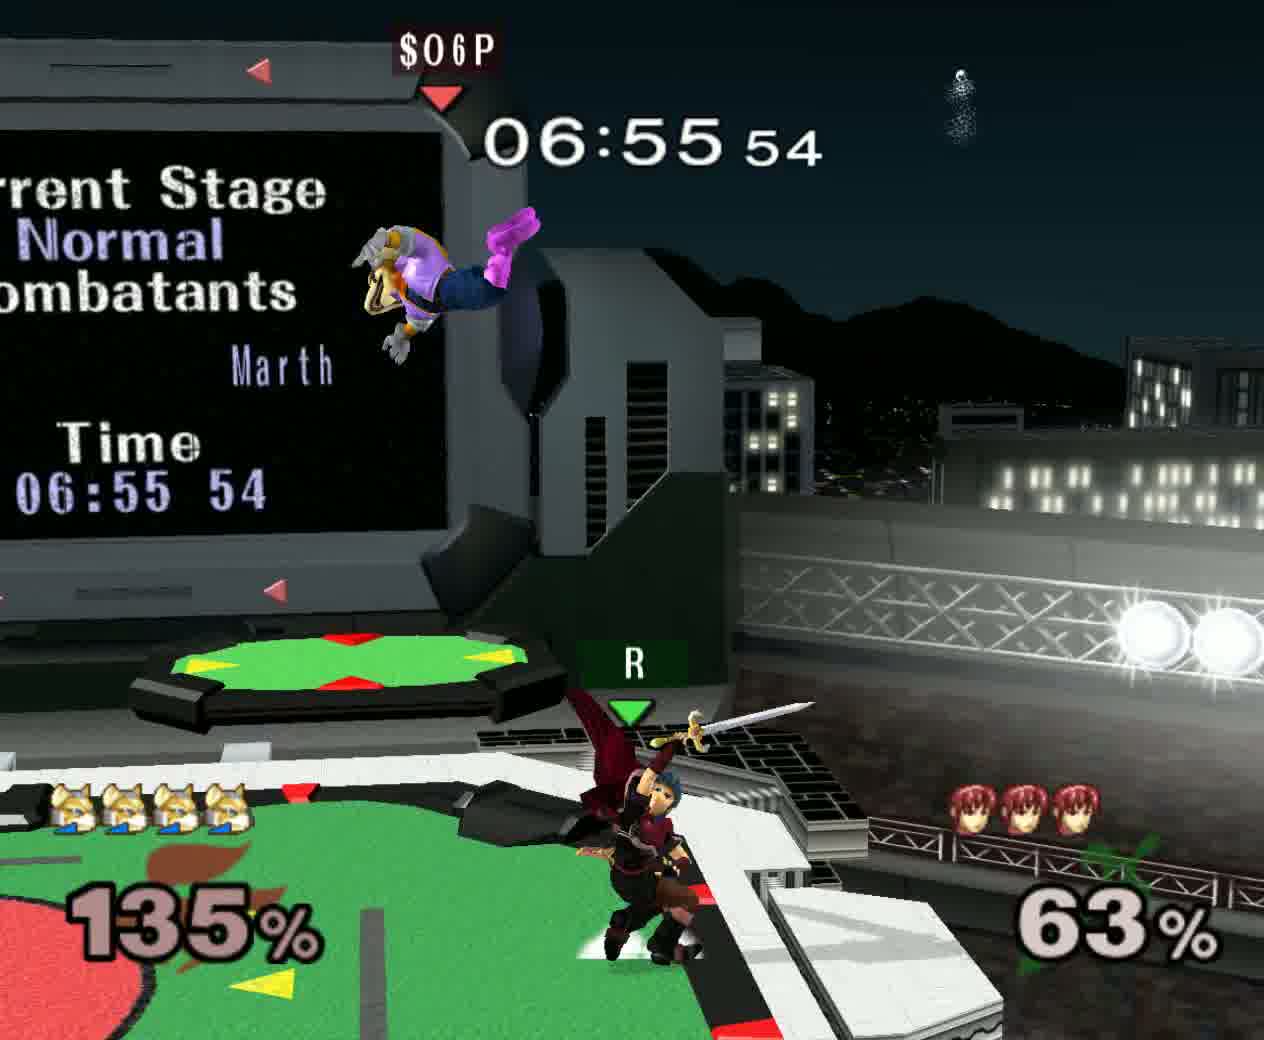 $06P
06:55 54
rrent Stage
Normal
ombatants
Marth
Time
06:55 54
R
135%
63%